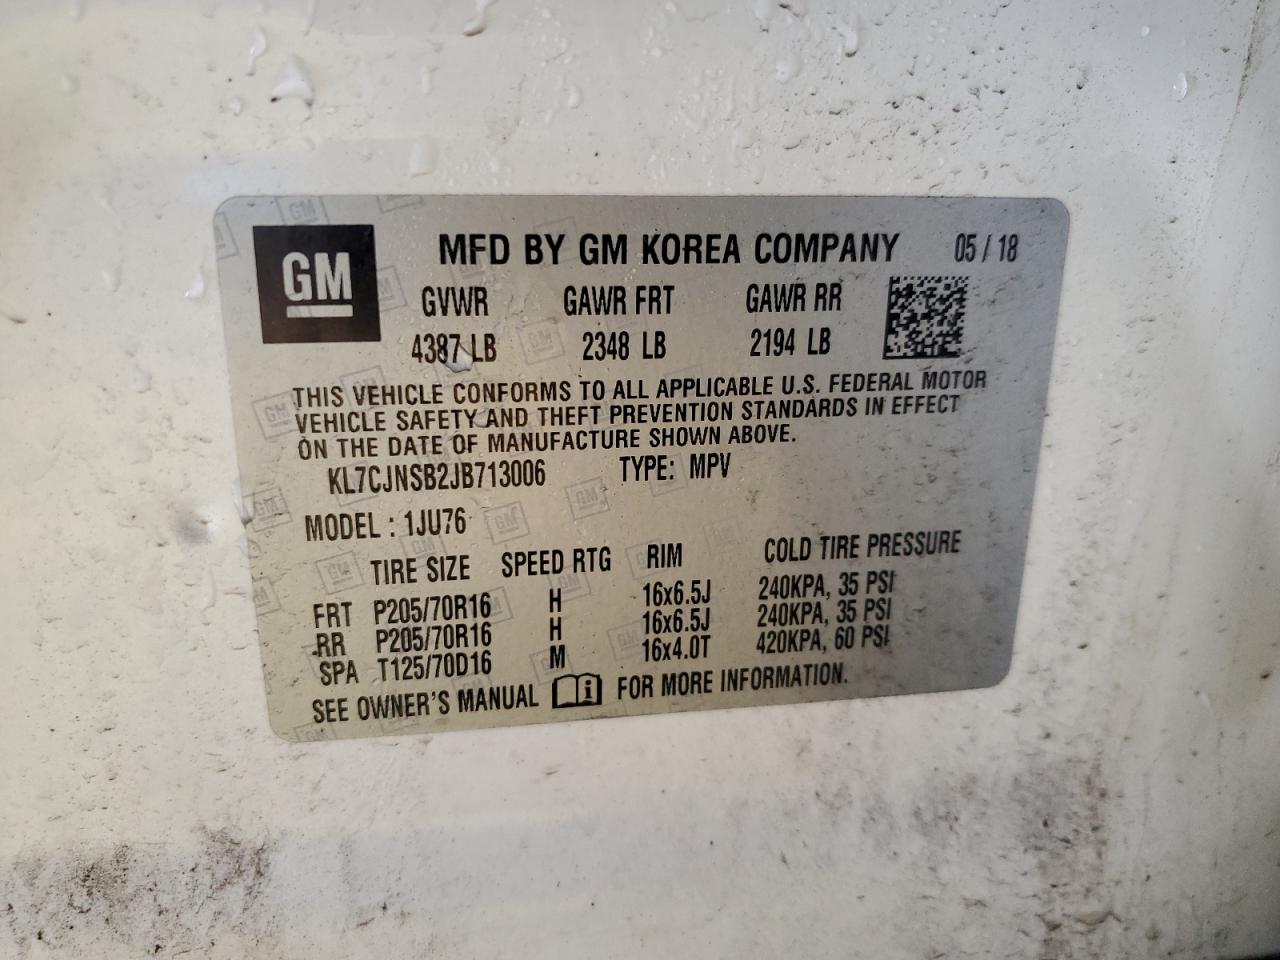 GM
MFD BY GM KOREA COMPANY 05 / 18
GVWR GAWR FRT GAWR RR
4387 LB 2348 LB 2194 LB
THIS VEHICLE CONFORMS TO ALL APPLICABLE U.S. FEDERAL MOTOR
VEHICLE SAFETY AND THEFT PREVENTION STANDARDS IN EFFECT
ON THE DATE OF MANUFACTURE SHOWN ABOVE.
KL7CJNSB2JB713006 TYPE: MPV
MODEL : 1JU76
TIRE SIZE SPEED RTG RIM COLD TIRE PRESSURE
FRT P205/70R16 H 16x6.5J 240KPA, 35 PSI
RR P205/70R16 H 16x6.5J 240KPA, 35 PSI
SPA T125/70D16 M 16x4.0T 420KPA, 60 PSI
SEE OWNER'S MANUAL i FOR MORE INFORMATION.